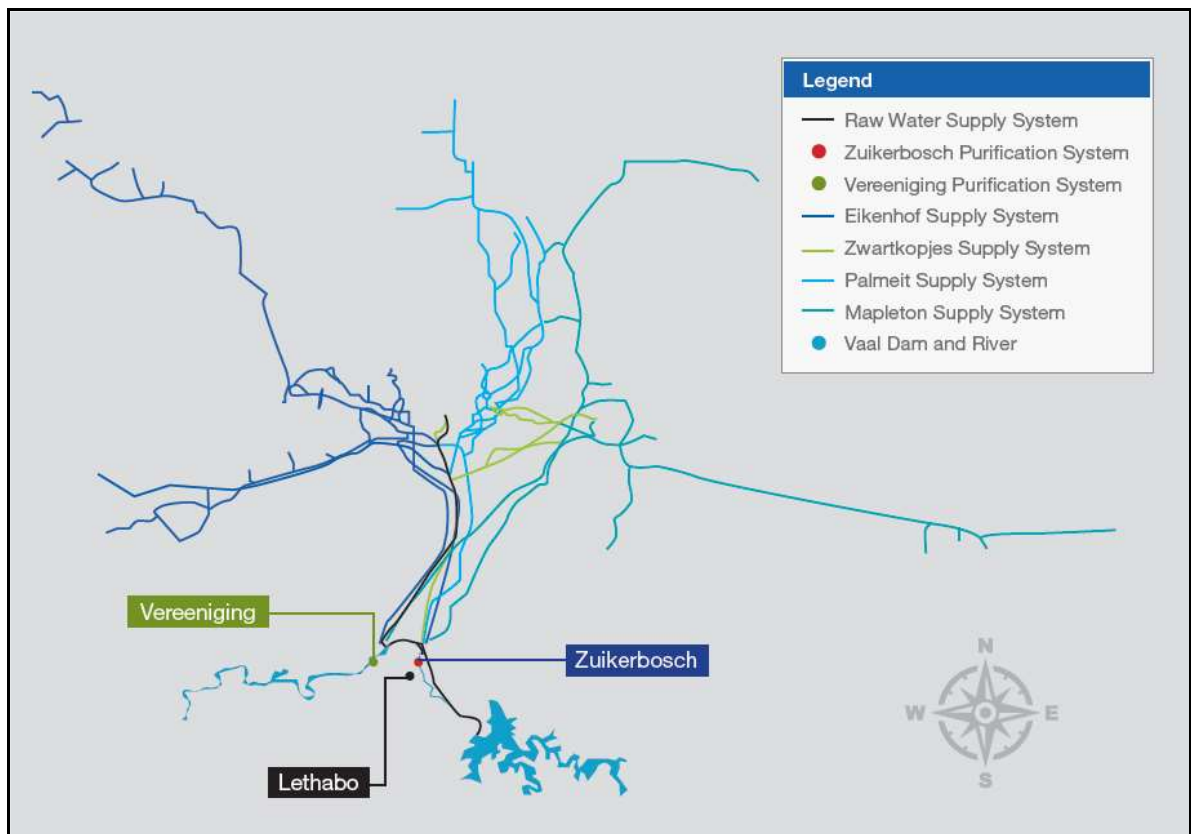 Legend
Raw Water Supply System
Zuikerbosch Purification System
Vereeniging Purification System
Eikenhof Supply System
Zwartkopjes Supply System
Palmeit Supply System
Mapleton Supply System
Vaal Dam and River
Vereeniging
Zuikerbosch
Lethabo
N
W
E
S